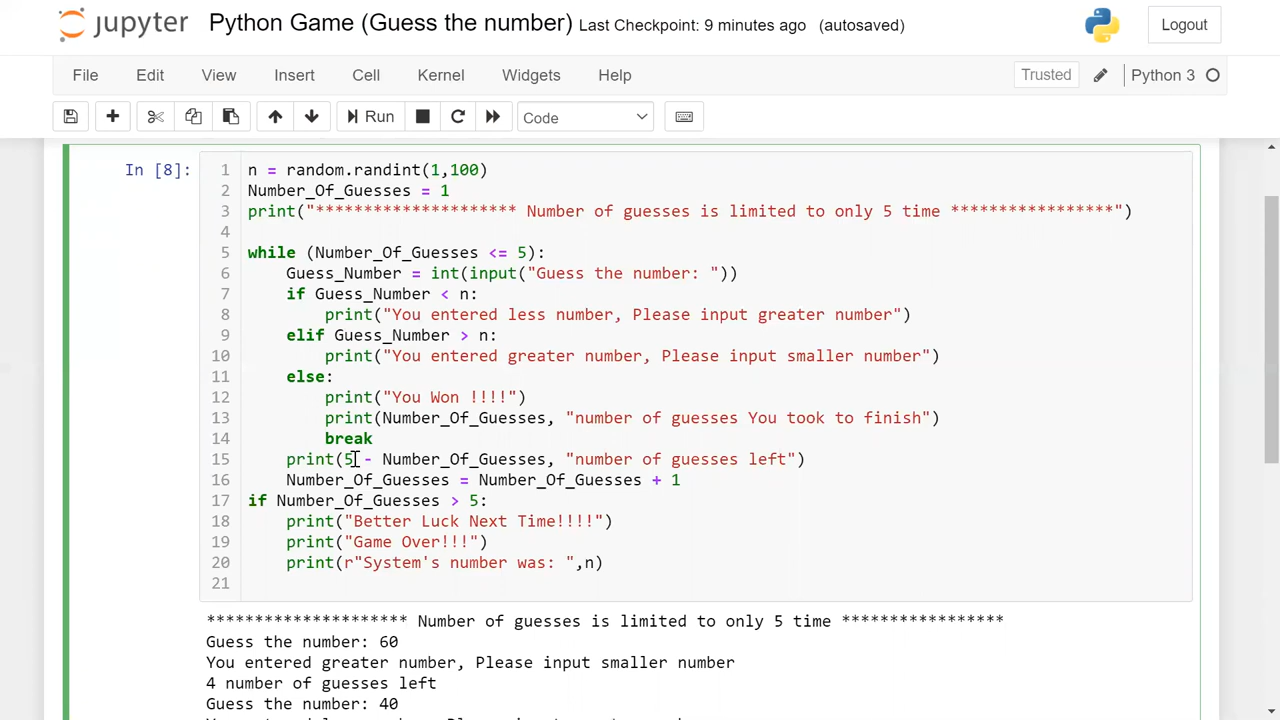 jupyter Python Game (Guess the number) Last Checkpoint: 9 minutes ago (autosaved) Logout
File Edit View Insert Cell Kernel Widgets Help Trusted Python 3
Run Code
In [8]: 1 n = random.randint(1,100)
2 Number_Of_Guesses = 1
3 print("********************* Number of guesses is limited to only 5 time *****************")
4
5 while (Number_Of_Guesses <= 5):
6 Guess_Number = int(input("Guess the number: "))
7 if Guess_Number < n:
8 print("You entered less number, Please input greater number")
9 elif Guess_Number > n:
10 print("You entered greater number, Please input smaller number")
11 else:
12 print("You Won !!!!")
13 print(Number_Of_Guesses, "number of guesses You took to finish")
14 break
15 print(5 - Number_Of_Guesses, "number of guesses left")
16 Number_Of_Guesses = Number_Of_Guesses + 1
17 if Number_Of_Guesses > 5:
18 print("Better Luck Next Time!!!!")
19 print("Game Over!!!")
20 print(r"System's number was: ",n)
21
********************* Number of guesses is limited to only 5 time *****************
Guess the number: 60
You entered greater number, Please input smaller number
4 number of guesses left
Guess the number: 40